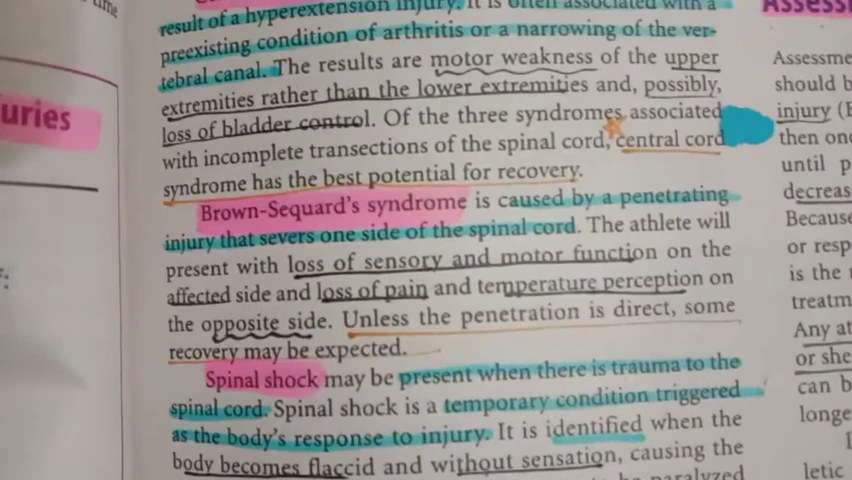 result of a hyperextension injury. It is often associated with a
preexisting condition of arthritis or a narrowing of the ver-
tebral canal. The results are motor weakness of the upper
extremities rather than the lower extremities and, possibly,
loss of bladder control. Of the three syndromes associated
with incomplete transections of the spinal cord, central cord
syndrome has the best potential for recovery.
Brown-Sequard's syndrome is caused by a penetrating
injury that severs one side of the spinal cord. The athlete will
present with loss of sensory and motor function on the
affected side and loss of pain and temperature perception on
the opposite side. Unless the penetration is direct, some
recovery may be expected.
Spinal shock may be present when there is trauma to the
spinal cord. Spinal shock is a temporary condition triggered
as the body's response to injury. It is identified when the
body becomes flaccid and without sensation, causing the
be paralyzed
uries
Assess
Assessme
should b
injury (E
then one
until p
decreas
Because
or resp
is the
treatm
Any at
or she
can b
longe
letic